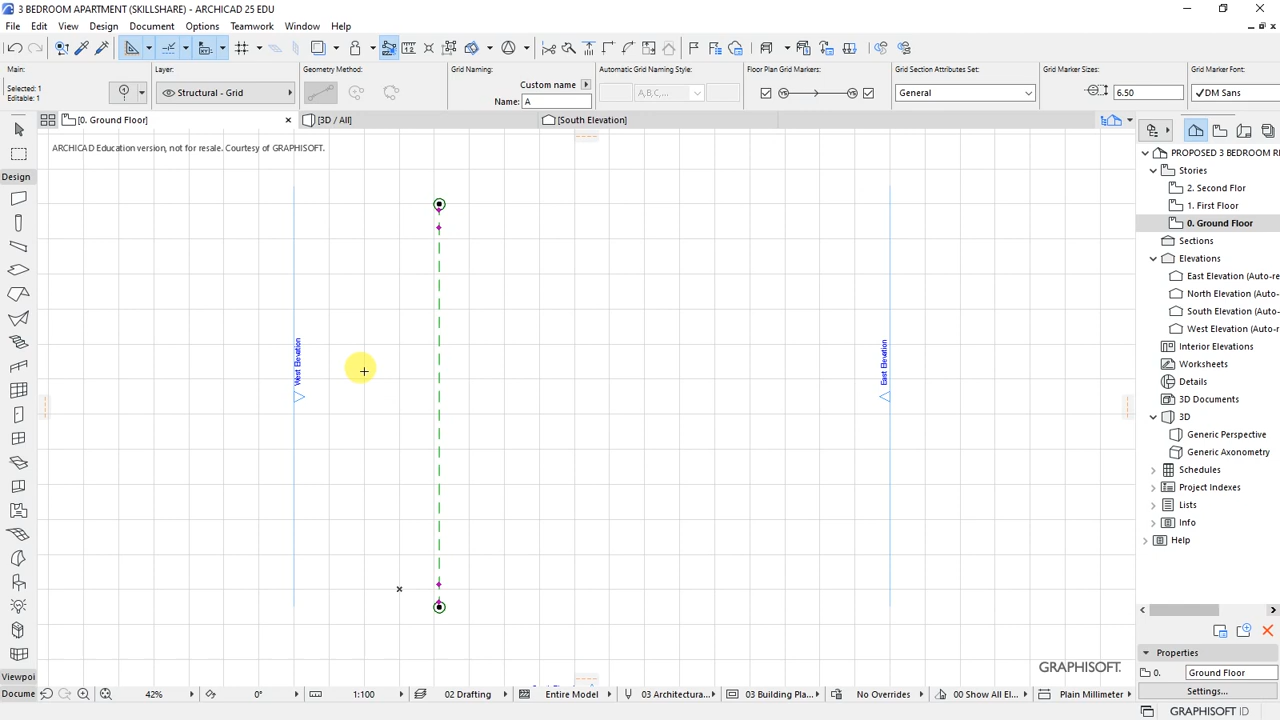 3 BEDROOM APARTMENT (SKILLSHARE) - ARCHICAD 25 EDU
File Edit View Design Document Options Teamwork Window Help
Main: Layer: Geometry Method: Grid Naming: Automatic Grid Naming Style: Floor Plan Grid Markers: Grid Section Attributes Set: Grid Marker Sizes: Grid Marker Font:
Selected: 1
Editable: 1
Structural - Grid
Custom name
Name: A
A,B,C,...
General
6.50
DM Sans
[0. Ground Floor] [3D / All] [South Elevation]
ARCHICAD Education version, not for resale. Courtesy of GRAPHISOFT.
Design
West Elevation
East Elevation
PROPOSED 3 BEDROOM RE
Stories
2. Second Flor
1. First Floor
0. Ground Floor
Sections
Elevations
East Elevation (Auto-re
North Elevation (Auto-
South Elevation (Auto-
West Elevation (Auto-
Interior Elevations
Worksheets
Details
3D Documents
3D
Generic Perspective
Generic Axonometry
Schedules
Project Indexes
Lists
Info
Help
Properties
0. Ground Floor
Settings...
GRAPHISOFT.
Viewpoi
Docume 42% 0° 1:100 02 Drafting Entire Model 03 Architectura... 03 Building Pla... No Overrides 00 Show All El... Plain Millimeter
GRAPHISOFT ID